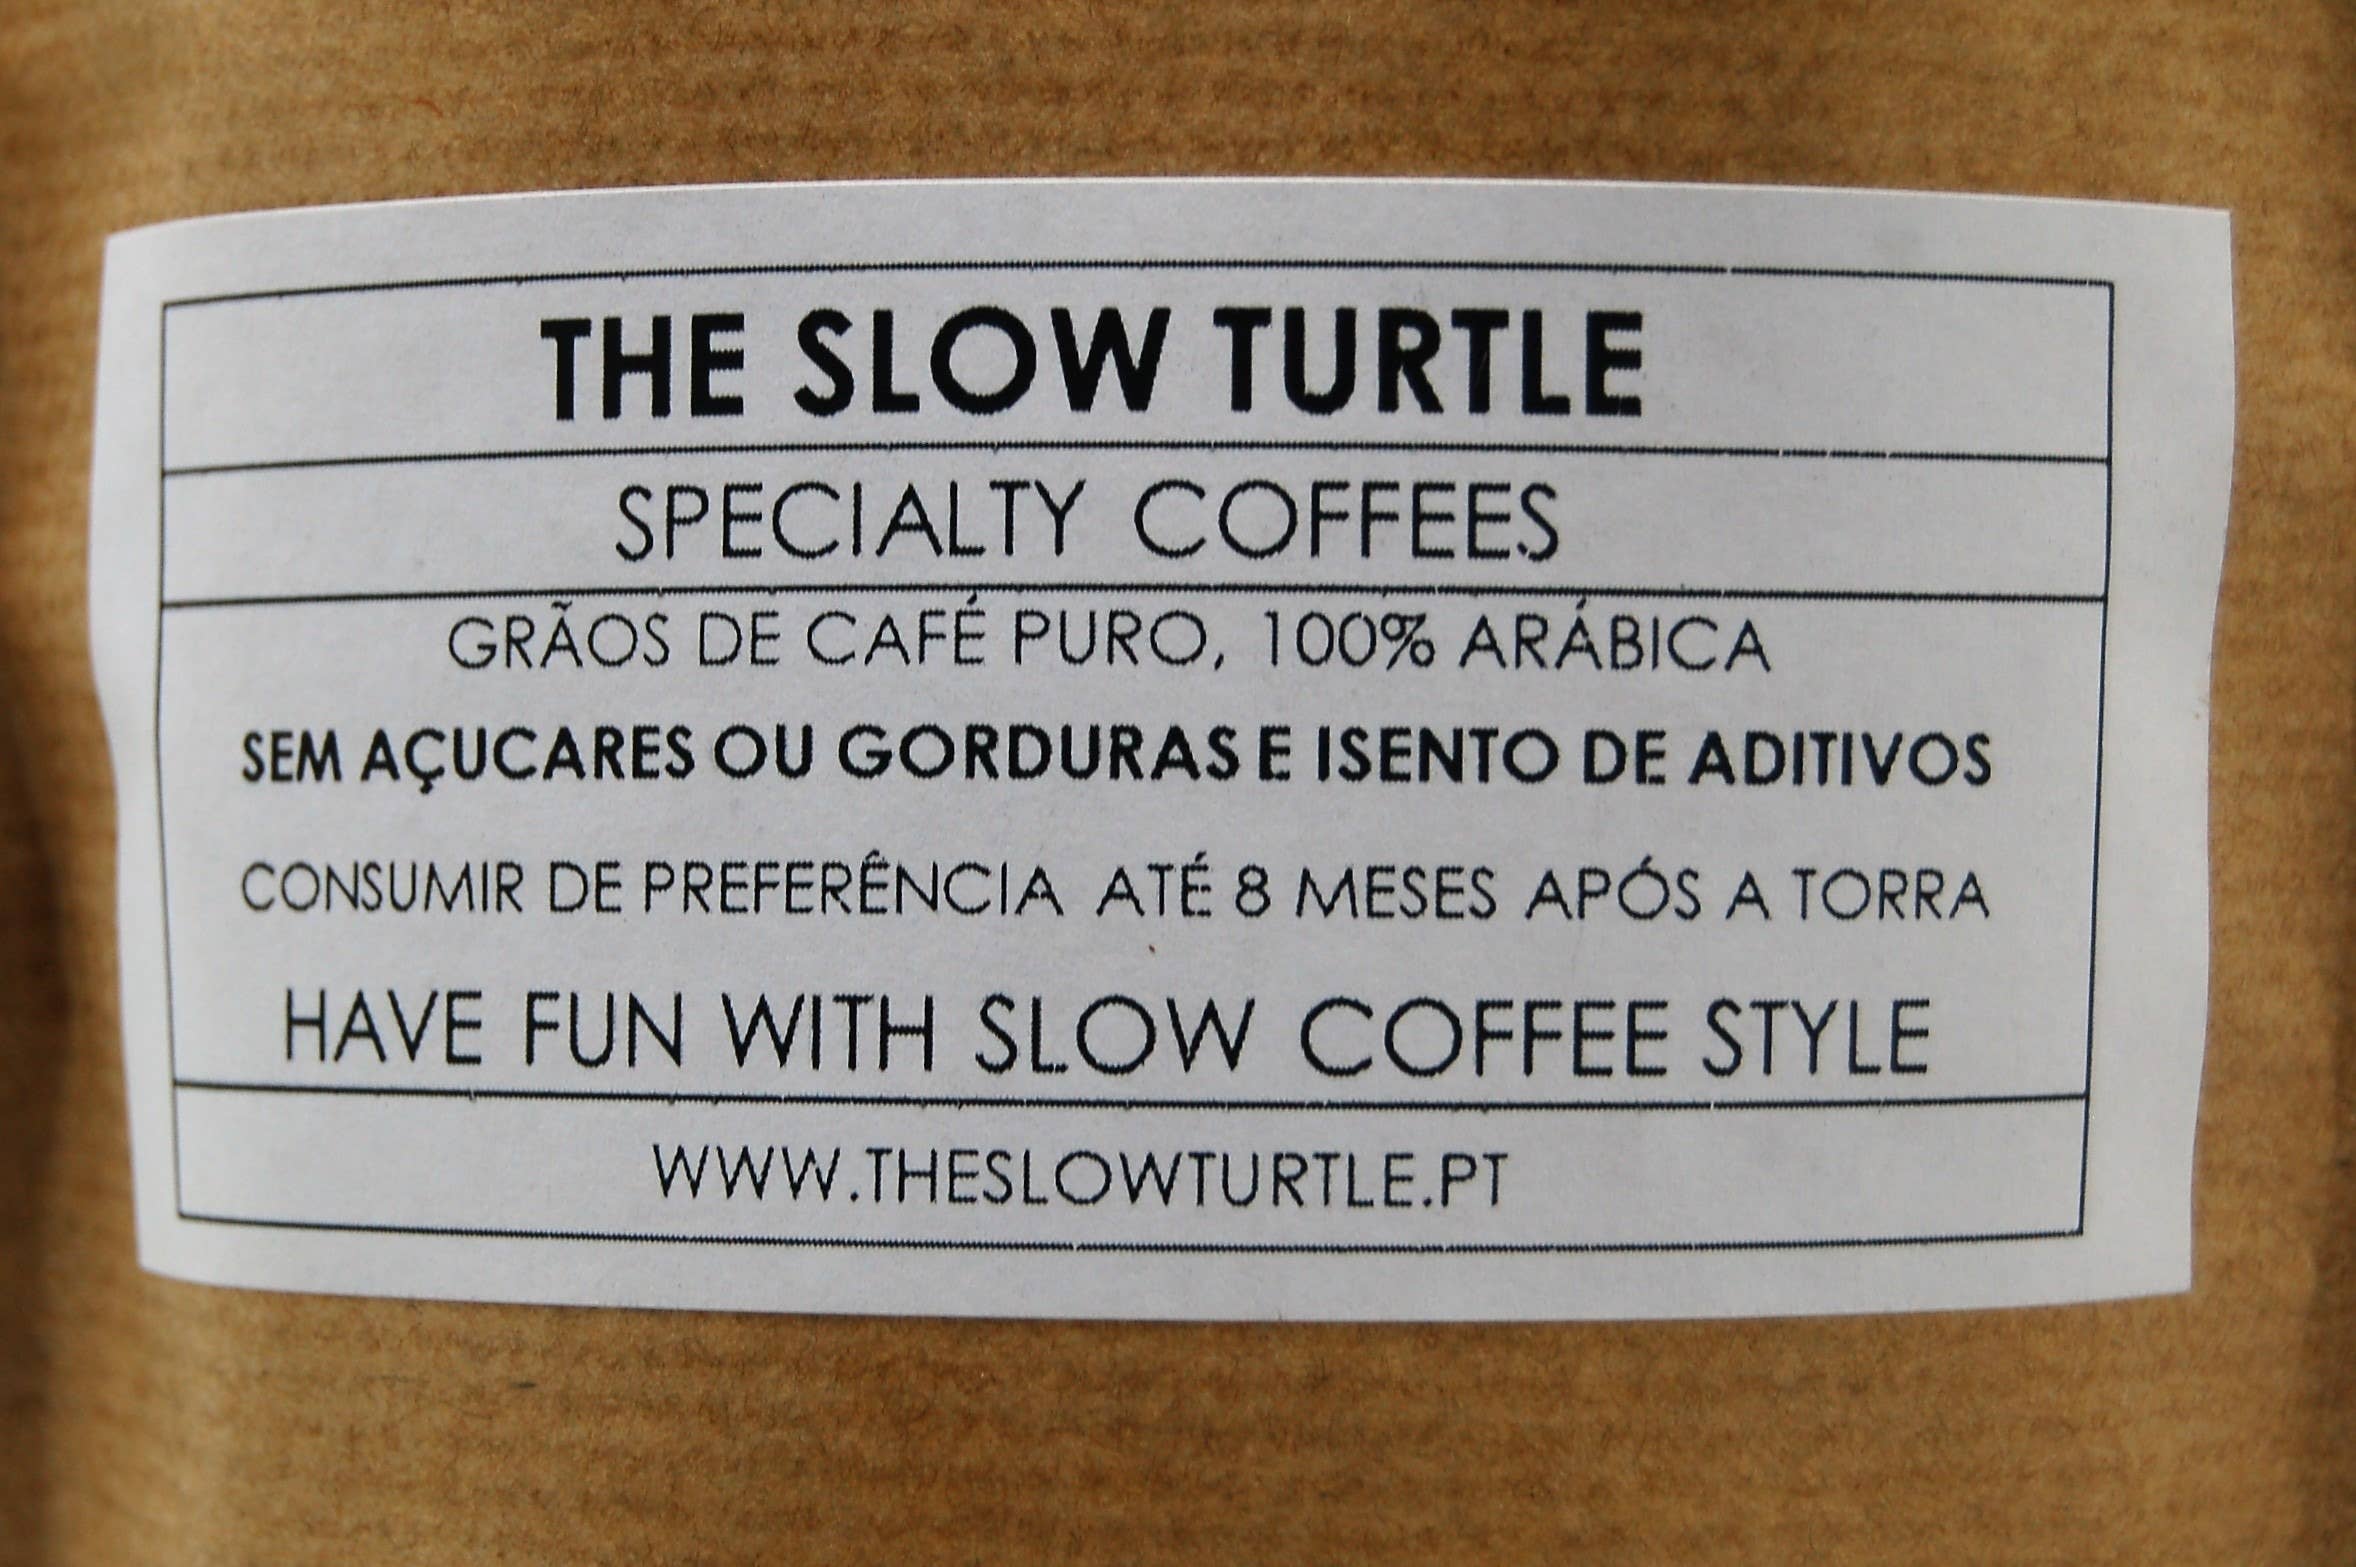 THE SLOW TURTLE
SPECIALTY COFFEES
GRÃOS DE CAFÉ PURO, 100% ARÁBICA
SEM AÇUCARES OU GORDURAS E ISENTO DE ADITIVOS
CONSUMIR DE PREFERÊNCIA ATÉ 8 MESES APÓS A TORRA
HAVE FUN WITH SLOW COFFEE STYLE
WWW.THESLOWTURTLE.PT